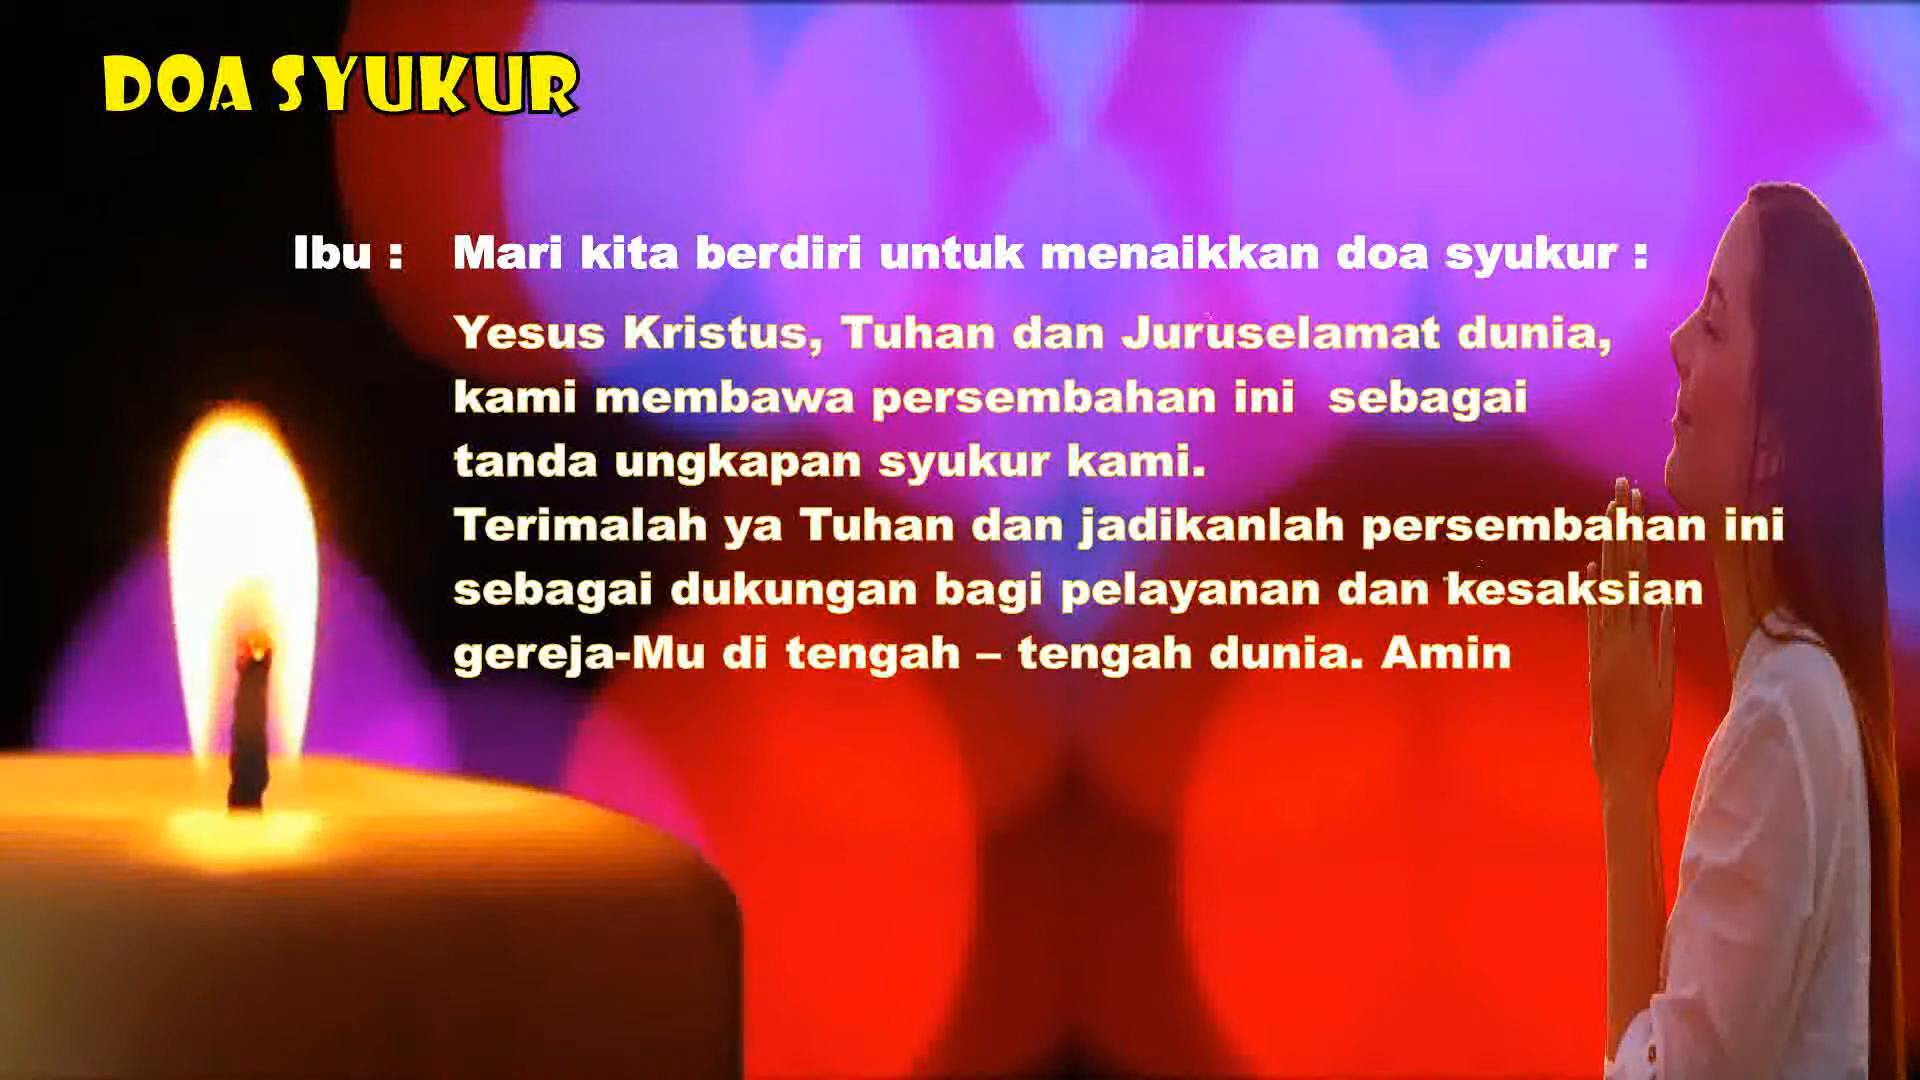 DOA SYUKUR
Ibu : Mari kita berdiri untuk menaikkan doa syukur :
Yesus Kristus, Tuhan dan Juruselamat dunia,
kami membawa persembahan ini sebagai
tanda ungkapan syukur kami.
Terimalah ya Tuhan dan jadikanlah persembahan ini
sebagai dukungan bagi pelayanan dan kesaksian
gereja-Mu di tengah – tengah dunia. Amin